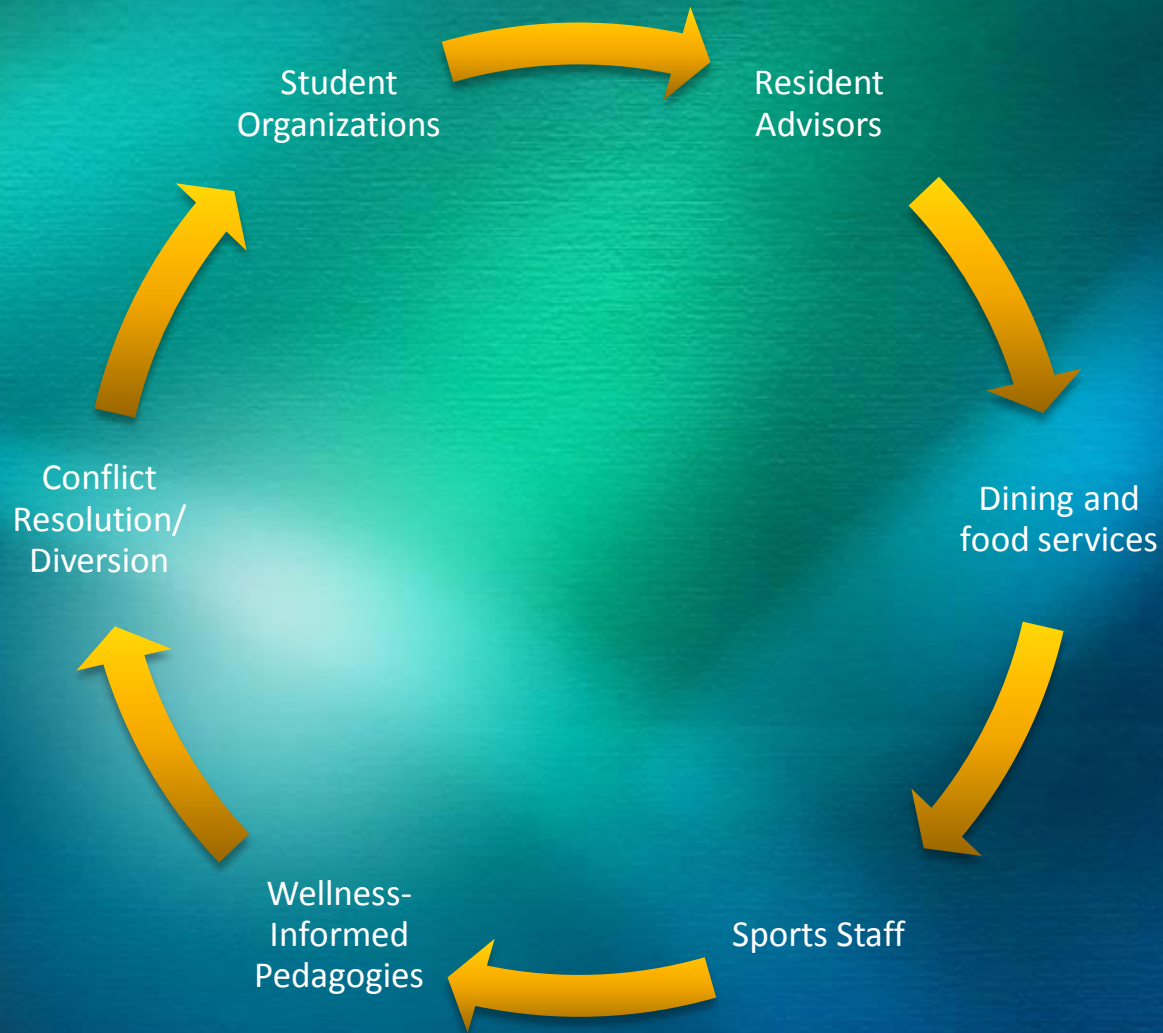 Student
Organizations
Resident
Advisors
Dining and
food services
Sports Staff
Wellness-
Informed
Pedagogies
Conflict
Resolution/
Diversion